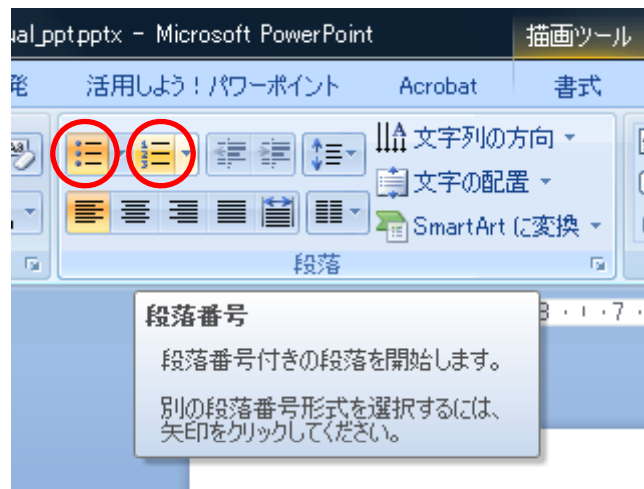 ual_ppt.pptx - Microsoft PowerPoint
描画ツール
発
活用しよう！パワーポイント
Acrobat
書式
文字列の方向
文字の配置
SmartArt に変換
段落
段落番号
8 · ı · 7 ·
段落番号付きの段落を開始します。
別の段落番号形式を選択するには、
矢印をクリックしてください。